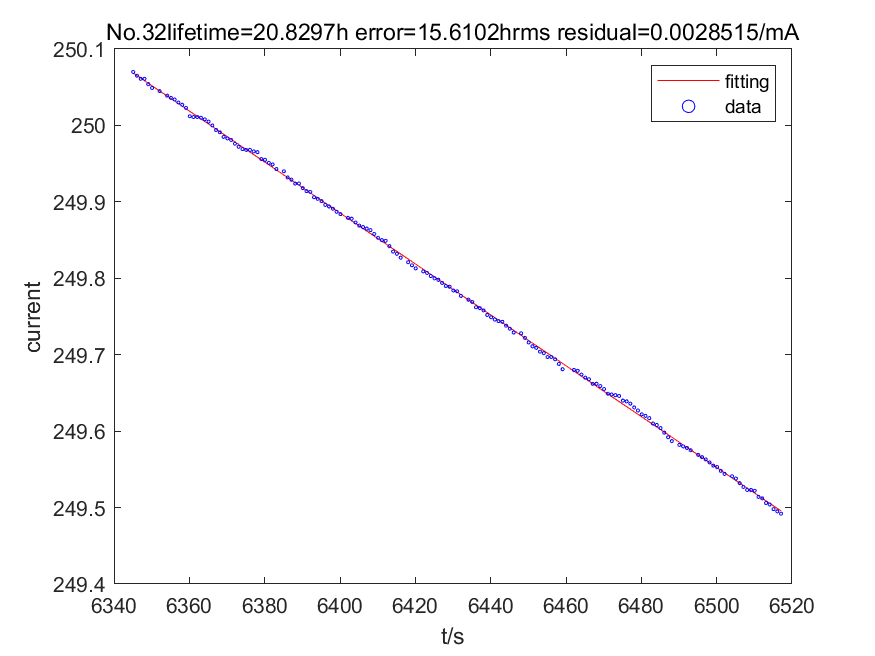 No.32lifetime=20.8297h error=15.6102hrms residual=0.0028515/mA
250.1
250
249.9
249.8
249.7
249.6
249.5
249.4
current
fitting
data
6340 6360 6380 6400 6420 6440 6460 6480 6500 6520
t/s